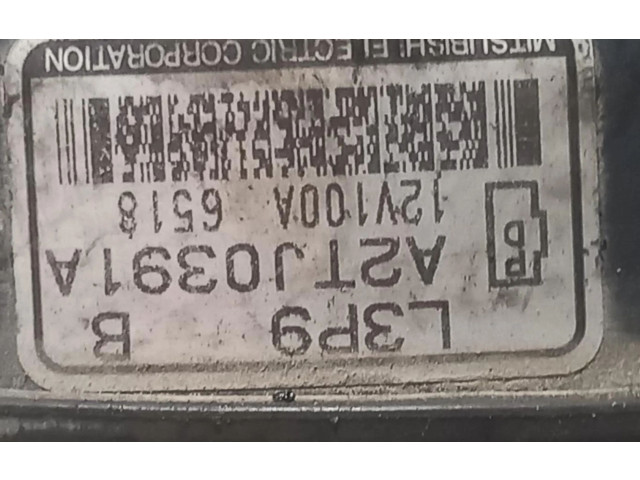 L3P9 B
A2TJ0391A
12V100A 6518
MITSUBISHI ELECTRIC CORPORATION